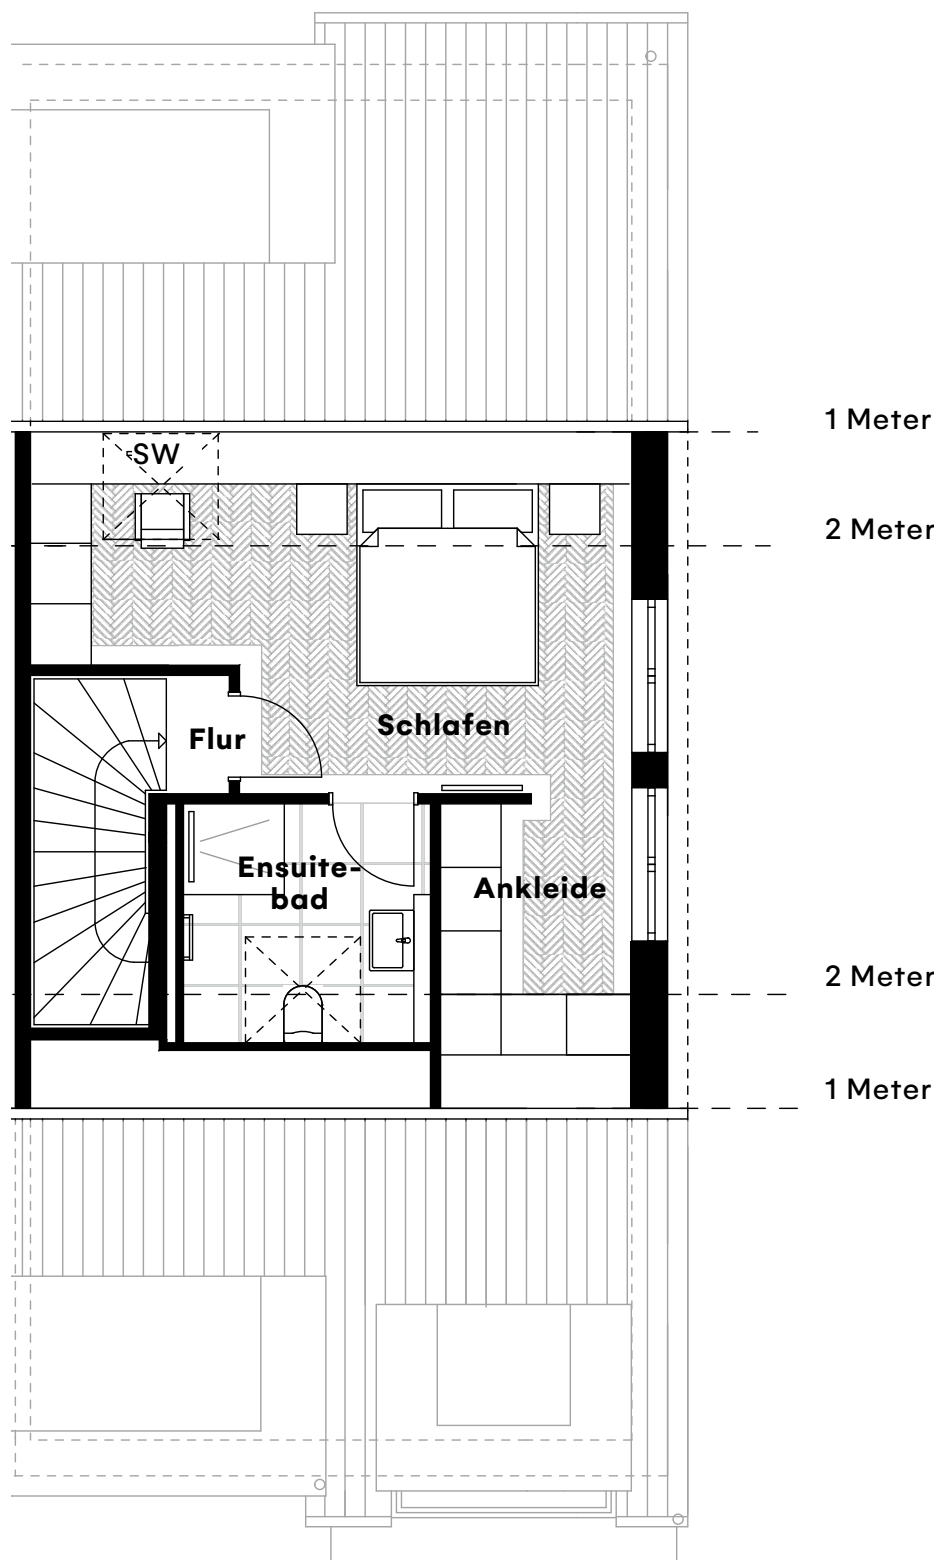 1 Meter
SW
2 Meter
Schlafen
Flur
Ensuite-
bad
Ankleide
2 Meter
1 Meter